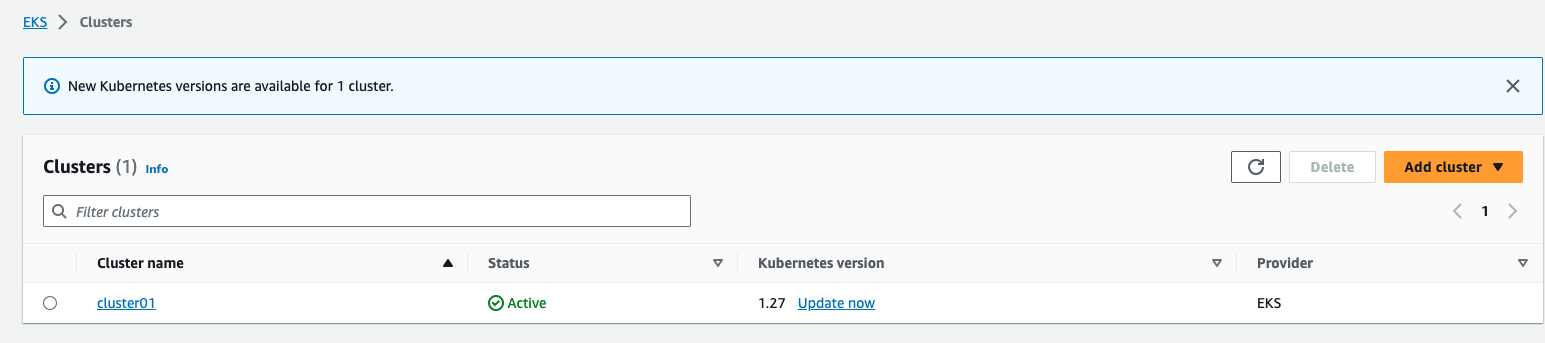 EKS > Clusters
New Kubernetes versions are available for 1 cluster.
Clusters (1) Info
Delete
Add cluster
Filter clusters
1
Cluster name Status Kubernetes version Provider
cluster01 Active 1.27 Update now EKS